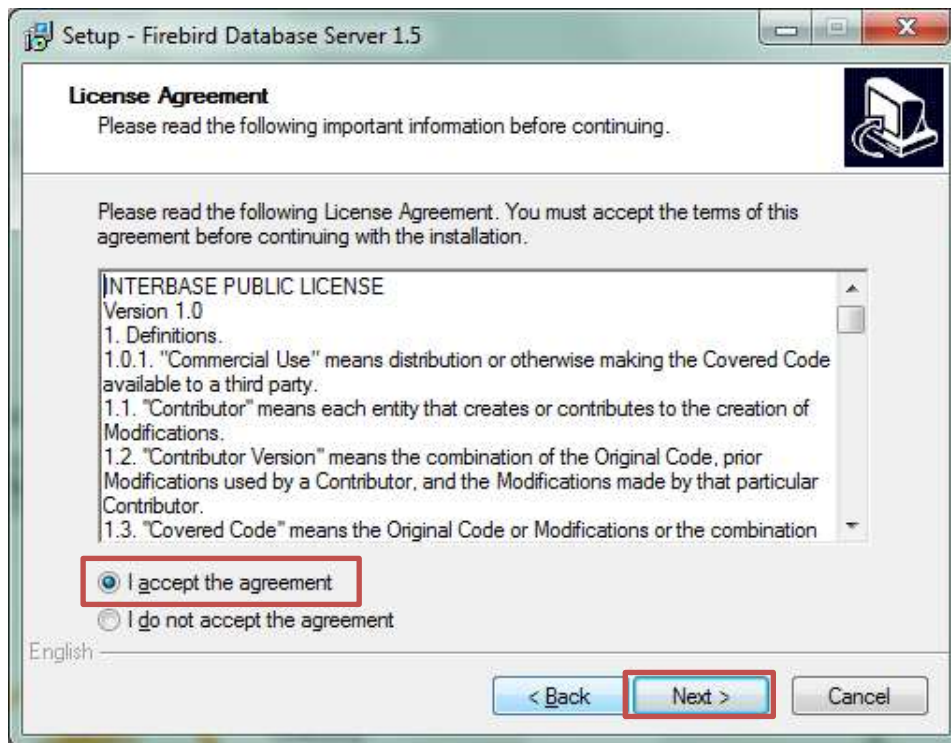 Setup - Firebird Database Server 1.5
License Agreement
Please read the following important information before continuing.
Please read the following License Agreement. You must accept the terms of this
agreement before continuing with the installation.
INTERBASE PUBLIC LICENSE
Version 1.0
1. Definitions.
1.0.1. "Commercial Use" means distribution or otherwise making the Covered Code
available to a third party.
1.1. "Contributor" means each entity that creates or contributes to the creation of
Modifications.
1.2. "Contributor Version" means the combination of the Original Code, prior
Modifications used by a Contributor, and the Modifications made by that particular
Contributor.
1.3. "Covered Code" means the Original Code or Modifications or the combination
I accept the agreement
I do not accept the agreement
English
< Back Next > Cancel